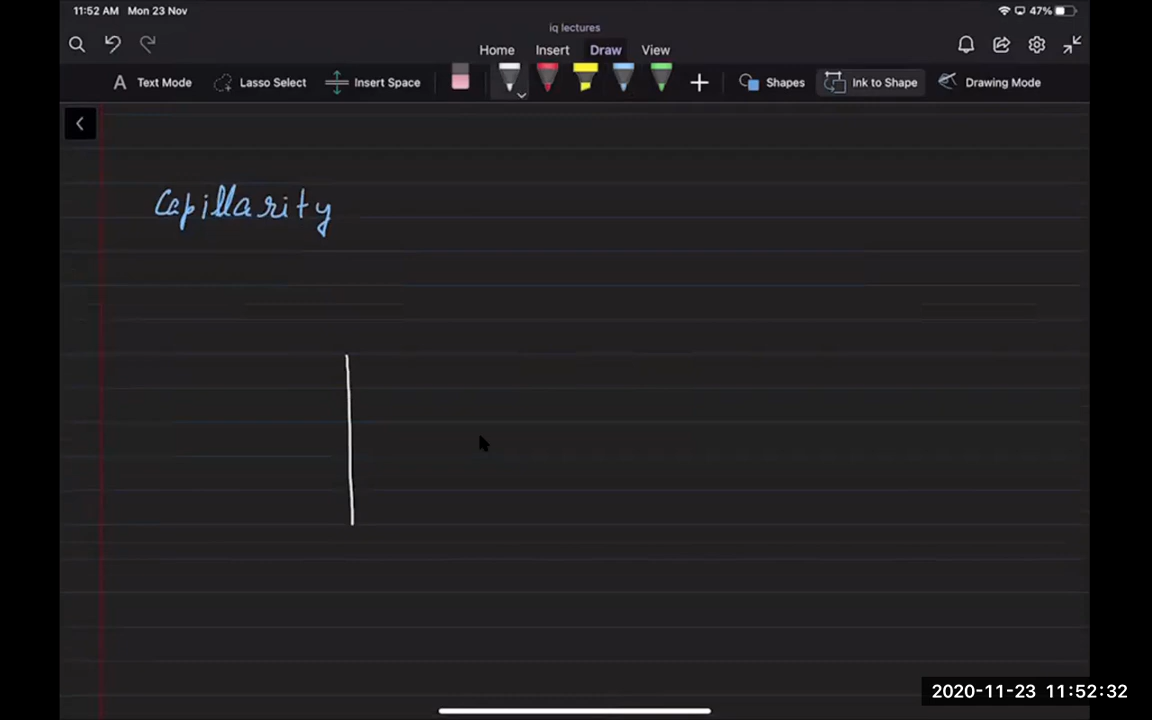 11:52 AM Mon 23 Nov
47%
iq lectures
Home Insert Draw View
Text Mode Lasso Select Insert Space Shapes Ink to Shape Drawing Mode
Capillarity
2020-11-23 11:52:32